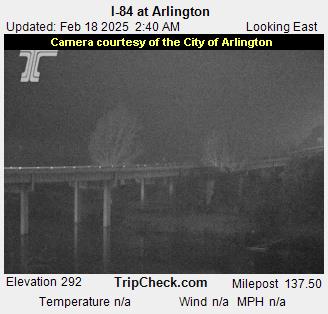 I-84 at Arlington
Updated: Feb 18 2025 2:40 AM Looking East
Camera courtesy of the City of Arlington
Elevation 292 TripCheck.com Milepost 137.50
Temperature n/a Wind n/a MPH n/a